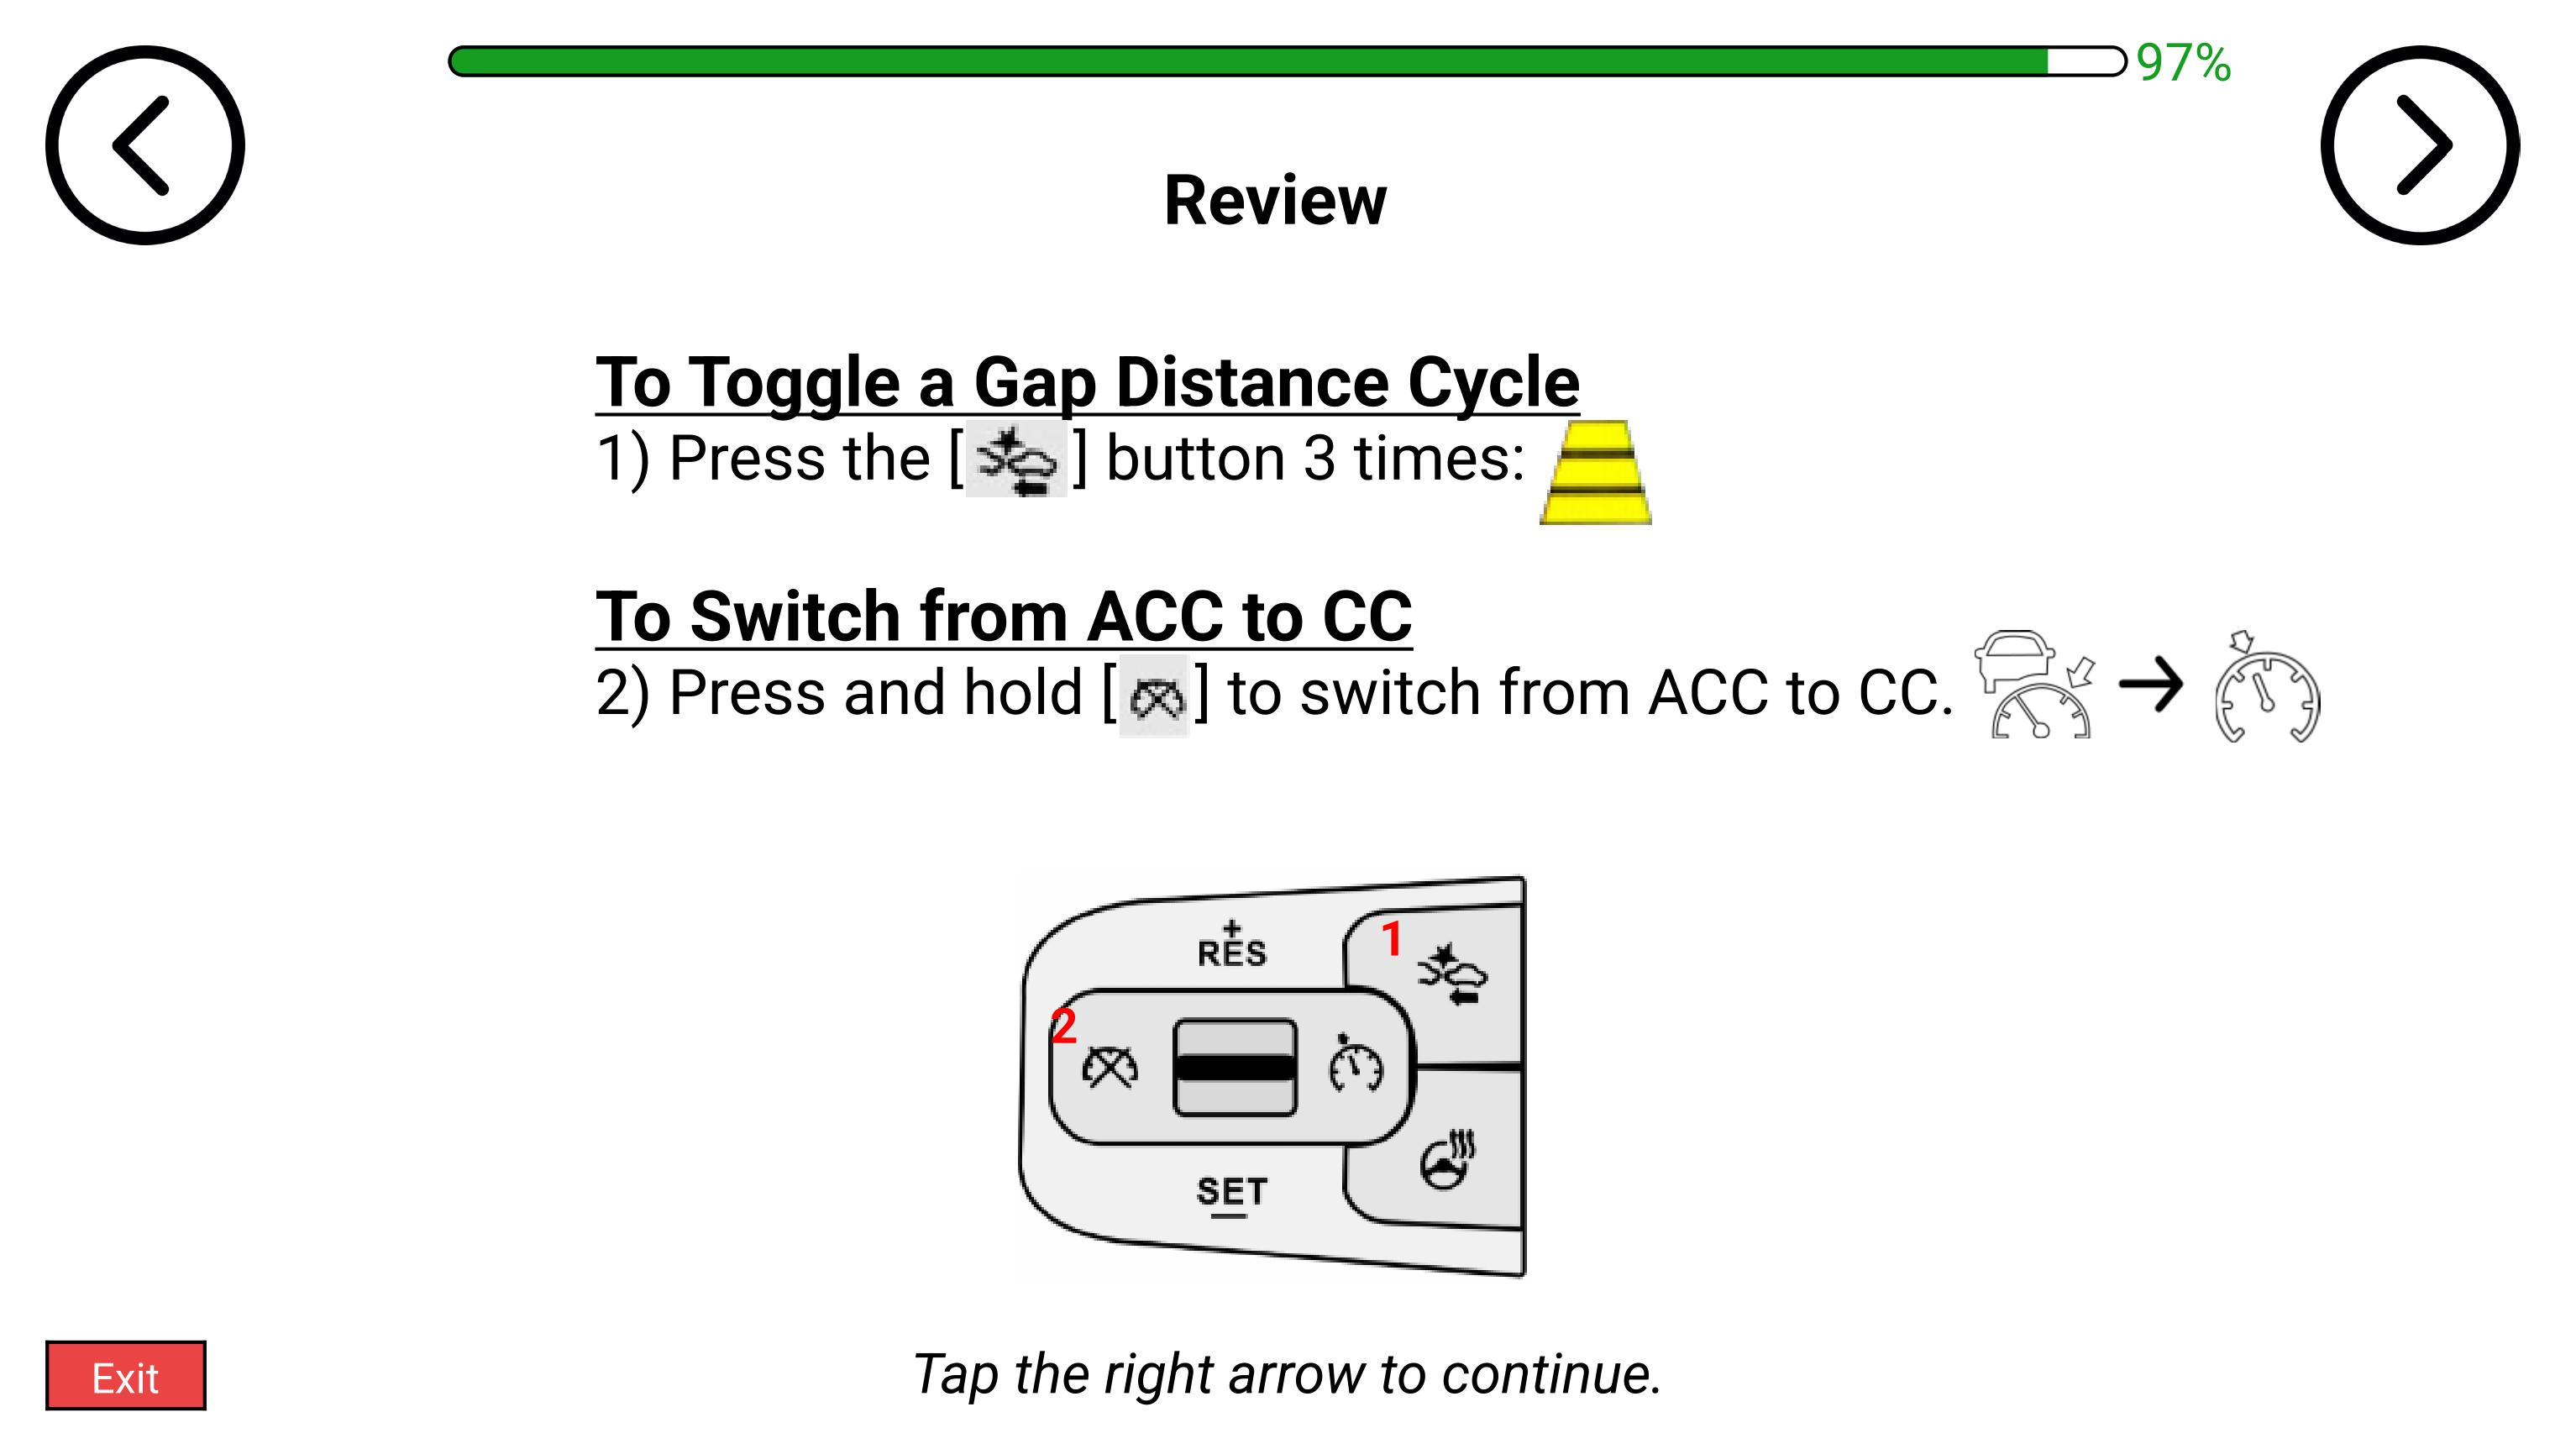 97%
Review
To Toggle a Gap Distance Cycle
1) Press the [ ] button 3 times:
To Switch from ACC to CC
2) Press and hold [ ] to switch from ACC to CC.
+
RES
1
2
SET
Exit
Tap the right arrow to continue.